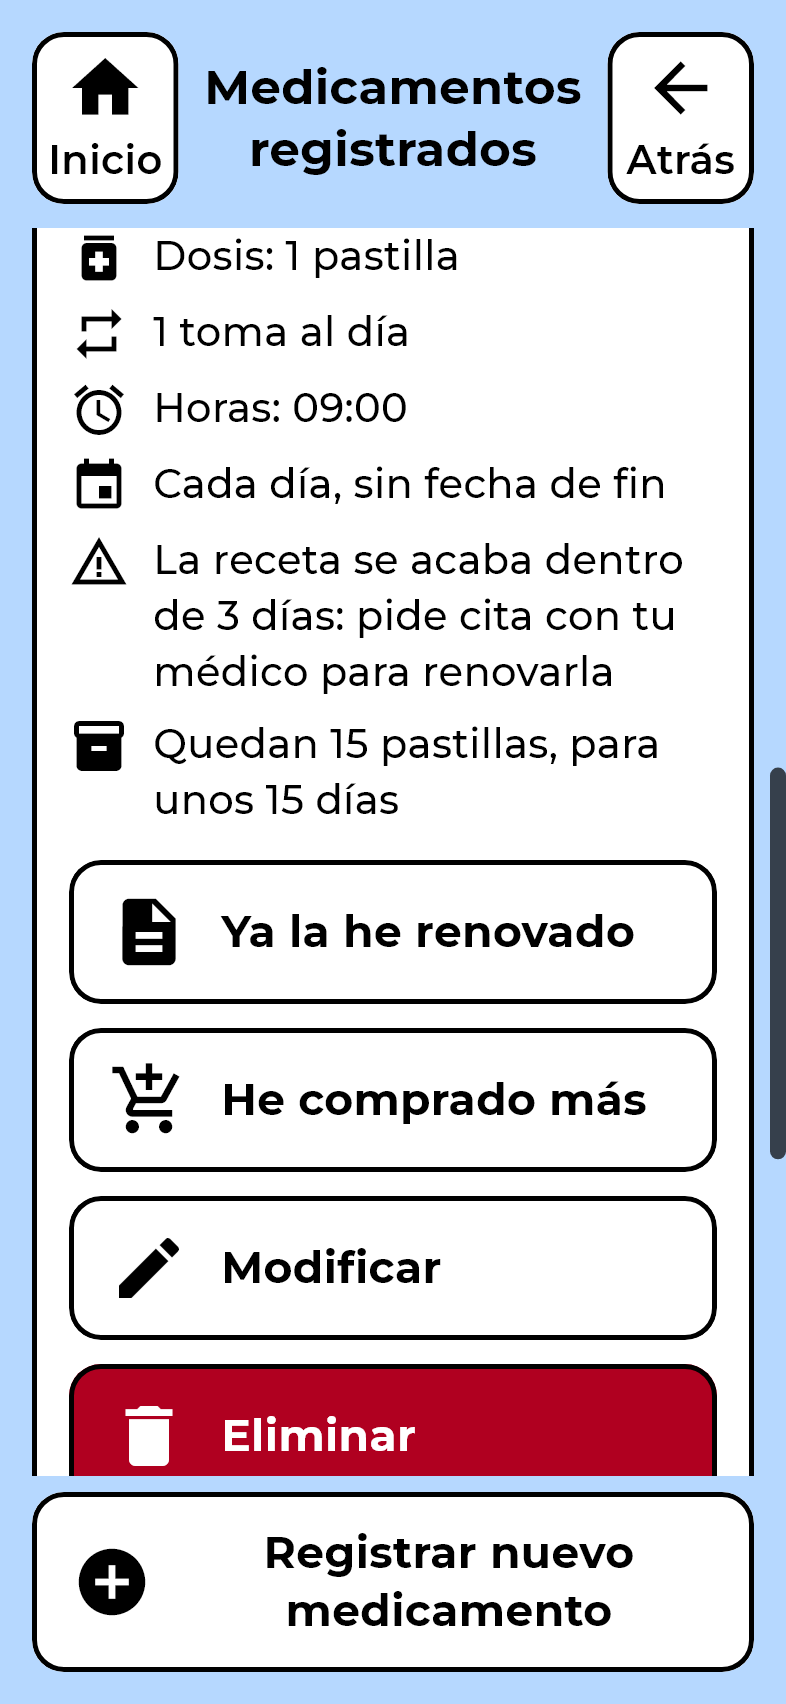 Inicio
Medicamentos
registrados
Atrás
Dosis: 1 pastilla
1 toma al día
Horas: 09:00
Cada día, sin fecha de fin
La receta se acaba dentro
de 3 días: pide cita con tu
médico para renovarla
Quedan 15 pastillas, para
unos 15 días
Ya la he renovado
He comprado más
Modificar
Eliminar
Registrar nuevo
medicamento